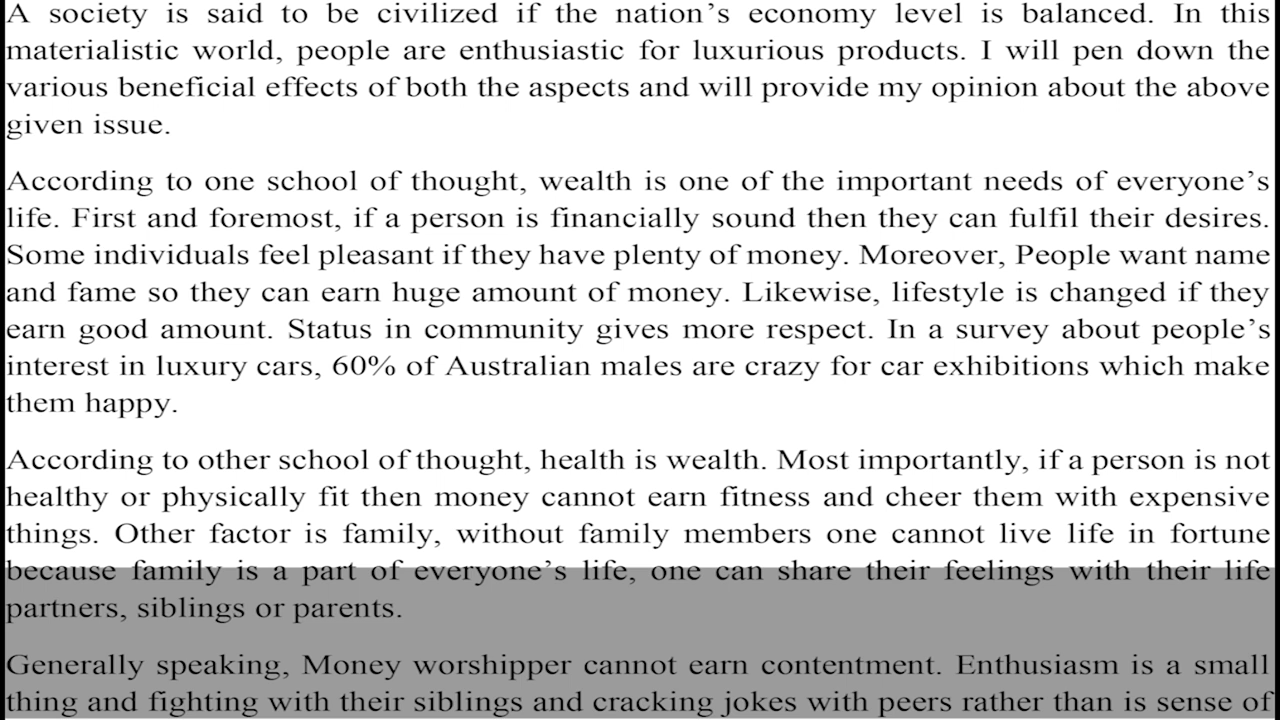 A society is said to be civilized if the nation’s economy level is balanced. In this
materialistic world, people are enthusiastic for luxurious products. I will pen down the
various beneficial effects of both the aspects and will provide my opinion about the above
given issue.
According to one school of thought, wealth is one of the important needs of everyone’s
life. First and foremost, if a person is financially sound then they can fulfil their desires.
Some individuals feel pleasant if they have plenty of money. Moreover, People want name
and fame so they can earn huge amount of money. Likewise, lifestyle is changed if they
earn good amount. Status in community gives more respect. In a survey about people’s
interest in luxury cars, 60% of Australian males are crazy for car exhibitions which make
them happy.
According to other school of thought, health is wealth. Most importantly, if a person is not
healthy or physically fit then money cannot earn fitness and cheer them with expensive
things. Other factor is family, without family members one cannot live life in fortune
because family is a part of everyone’s life, one can share their feelings with their life
partners, siblings or parents.
Generally speaking, Money worshipper cannot earn contentment. Enthusiasm is a small
thing and fighting with their siblings and cracking jokes with peers rather than is sense of